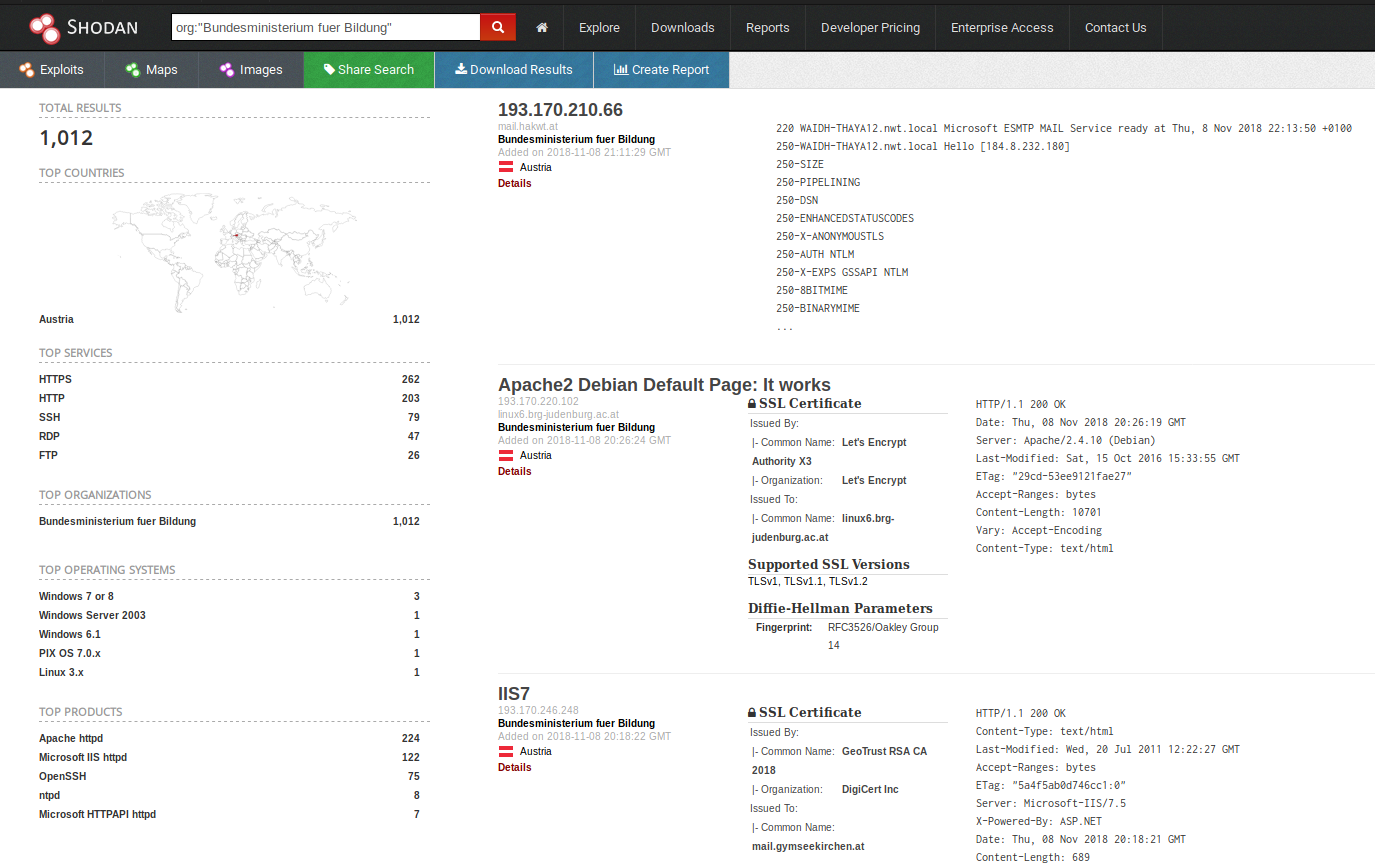 SHODAN
org:"Bundesministerium fuer Bildung"
Explore
Downloads
Reports
Developer Pricing
Enterprise Access
Contact Us
Exploits
Maps
Images
Share Search
Download Results
Create Report
TOTAL RESULTS
1,012
TOP COUNTRIES
Austria 1,012
TOP SERVICES
HTTPS 262
HTTP 203
SSH 79
RDP 47
FTP 26
TOP ORGANIZATIONS
Bundesministerium fuer Bildung 1,012
TOP OPERATING SYSTEMS
Windows 7 or 8 3
Windows Server 2003 1
Windows 6.1 1
PIX OS 7.0.x 1
Linux 3.x 1
TOP PRODUCTS
Apache httpd 224
Microsoft IIS httpd 122
OpenSSH 75
ntpd 8
Microsoft HTTPAPI httpd 7
193.170.210.66
mail.hakwt.at
Bundesministerium fuer Bildung
Added on 2018-11-08 21:11:29 GMT
Austria
Details
220 WAIDH-THAYA12.nwt.local Microsoft ESMTP MAIL Service ready at Thu, 8 Nov 2018 22:13:50 +0100
250-WAIDH-THAYA12.nwt.local Hello [184.8.232.180]
250-SIZE
250-PIPELINING
250-DSN
250-ENHANCEDSTATUSCODES
250-X-ANONYMOUSTLS
250-AUTH NTLM
250-X-EXPS GSSAPI NTLM
250-8BITMIME
250-BINARYMIME
...
Apache2 Debian Default Page: It works
193.170.220.102
linux6.brg-judenburg.ac.at
Bundesministerium fuer Bildung
Added on 2018-11-08 20:26:24 GMT
Austria
Details
SSL Certificate
Issued By:
|- Common Name: Let's Encrypt
Authority X3
|- Organization: Let's Encrypt
Issued To:
|- Common Name: linux6.brg-
judenburg.ac.at
Supported SSL Versions
TLSv1, TLSv1.1, TLSv1.2
Diffie-Hellman Parameters
Fingerprint: RFC3526/Oakley Group
14
HTTP/1.1 200 OK
Date: Thu, 08 Nov 2018 20:26:19 GMT
Server: Apache/2.4.10 (Debian)
Last-Modified: Sat, 15 Oct 2016 15:33:55 GMT
ETag: "29cd-53ee9121fae27"
Accept-Ranges: bytes
Content-Length: 10701
Vary: Accept-Encoding
Content-Type: text/html
IIS7
193.170.246.248
Bundesministerium fuer Bildung
Added on 2018-11-08 20:18:22 GMT
Austria
Details
SSL Certificate
Issued By:
|- Common Name: GeoTrust RSA CA
2018
|- Organization: DigiCert Inc
Issued To:
|- Common Name:
mail.gymseekirchen.at
HTTP/1.1 200 OK
Content-Type: text/html
Last-Modified: Wed, 20 Jul 2011 12:22:27 GMT
Accept-Ranges: bytes
ETag: "5a4f5ab0d746cc1:0"
Server: Microsoft-IIS/7.5
X-Powered-By: ASP.NET
Date: Thu, 08 Nov 2018 20:18:21 GMT
Content-Length: 689